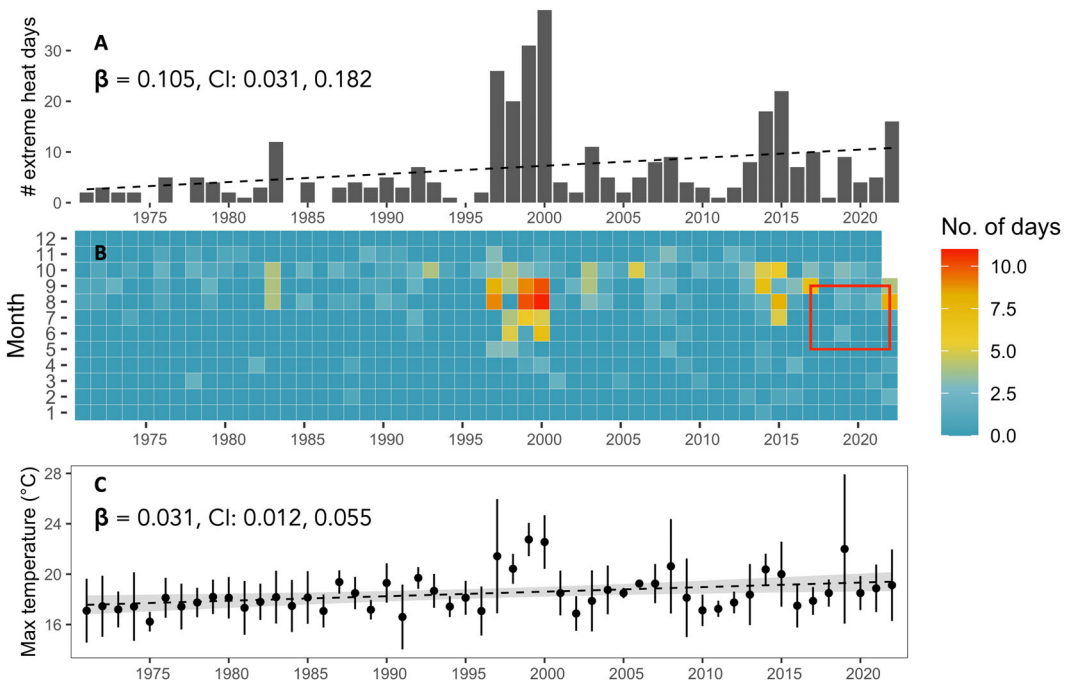 # extreme heat days
A
β = 0.105, CI: 0.031, 0.182
30
20
10
0
1975 1980 1985 1990 1995 2000 2005 2010 2015 2020
Month
B
12
11
10
9
8
7
6
5
4
3
2
1
1975 1980 1985 1990 1995 2000 2005 2010 2015 2020
No. of days
10.0
7.5
5.0
2.5
0.0
Max temperature (°C)
C
β = 0.031, CI: 0.012, 0.055
28
24
20
16
1975 1980 1985 1990 1995 2000 2005 2010 2015 2020